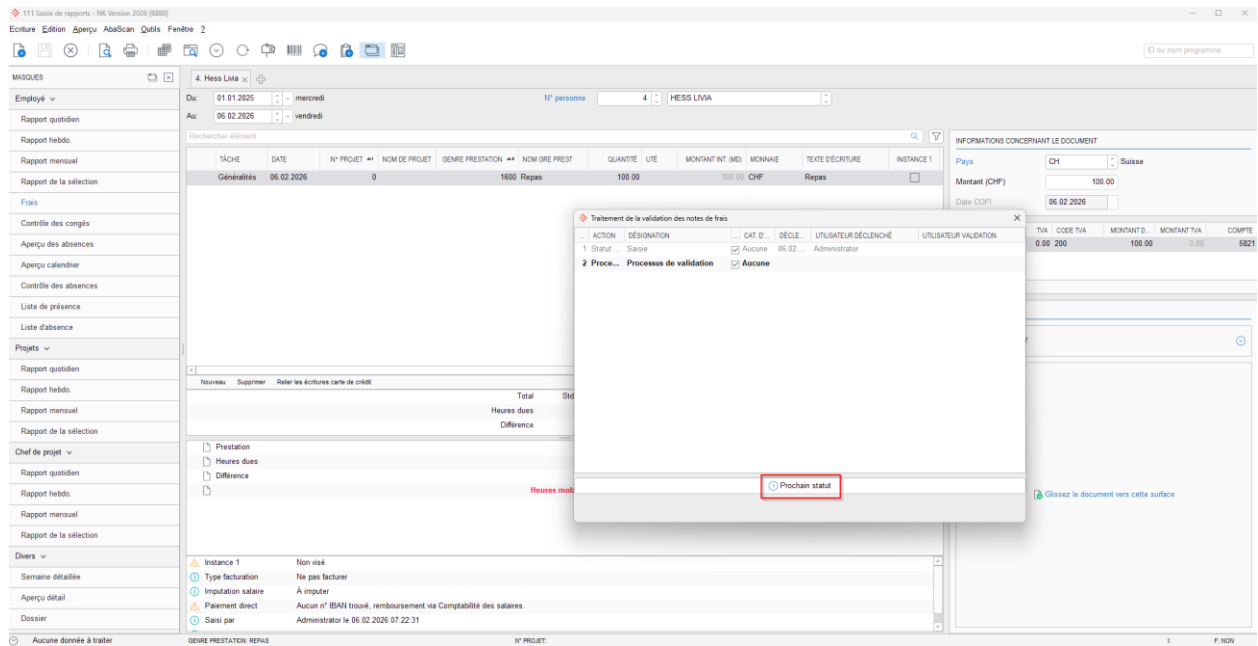 111 Saisie de rapports - NK Version 2026 [8888]
Ecriture Edition Aperçu AbaScan Outils Fenêtre ?
ID ou nom programme
MASQUES
Employé
Rapport quotidien
Rapport hebdo.
Rapport mensuel
Rapport de la sélection
Frais
Contrôle des congés
Aperçu des absences
Aperçu calendrier
Contrôle des absences
Liste de présence
Liste d'absence
Projets
Rapport quotidien
Rapport hebdo.
Rapport mensuel
Rapport de la sélection
Chef de projet
Rapport quotidien
Rapport hebdo.
Rapport mensuel
Rapport de la sélection
Divers
Semaine détaillée
Aperçu détail
Dossier
4. Hess Livia
Du: 01.01.2025 mercredi N° personne 4 HESS LIVIA
Au: 06.02.2026 vendredi
Rechercher élément
TÂCHE DATE N° PROJET NOM DE PROJET GENRE PRESTATION NOM GRE PREST QUANTITÉ UTÉ MONTANT INT. (MD) MONNAIE TEXTE D'ÉCRITURE INSTANCE 1
Généralités 06.02.2026 0 1600 Repas 100.00 100.00 CHF Repas
Nouveau Supprimer Relier les écritures carte de crédit.
Total Std
Heures dues
Différence
Prestation
Heures dues
Différence
Heures mob
Instance 1 Non visé
Type facturation Ne pas facturer
Imputation salaire À imputer
Paiement direct Aucun n° IBAN trouvé, remboursement via Comptabilité des salaires.
Saisi par Administrator le 06.02.2026 07:22:31
INFORMATIONS CONCERNANT LE DOCUMENT
Pays CH Suisse
Montant (CHF) 100.00
Date COFI 06.02.2026
TVA CODE TVA MONTANT D... MONTANT TVA COMPTE
0.00 200 100.00 0.00 5821
Glissez le document vers cette surface
Traitement de la validation des notes de frais
... ACTION DÉSIGNATION ... CAT. D'... DÉCLE... UTILISATEUR DÉCLENCHÉ UTILISATEUR VALIDATION
1 Statut ... Saisie Aucune 06.02.... Administrator
2 Proce... Processus de validation Aucune
Prochain statut
Aucune donnée à traiter GENRE PRESTATION: REPAS N° PROJET: F: NON